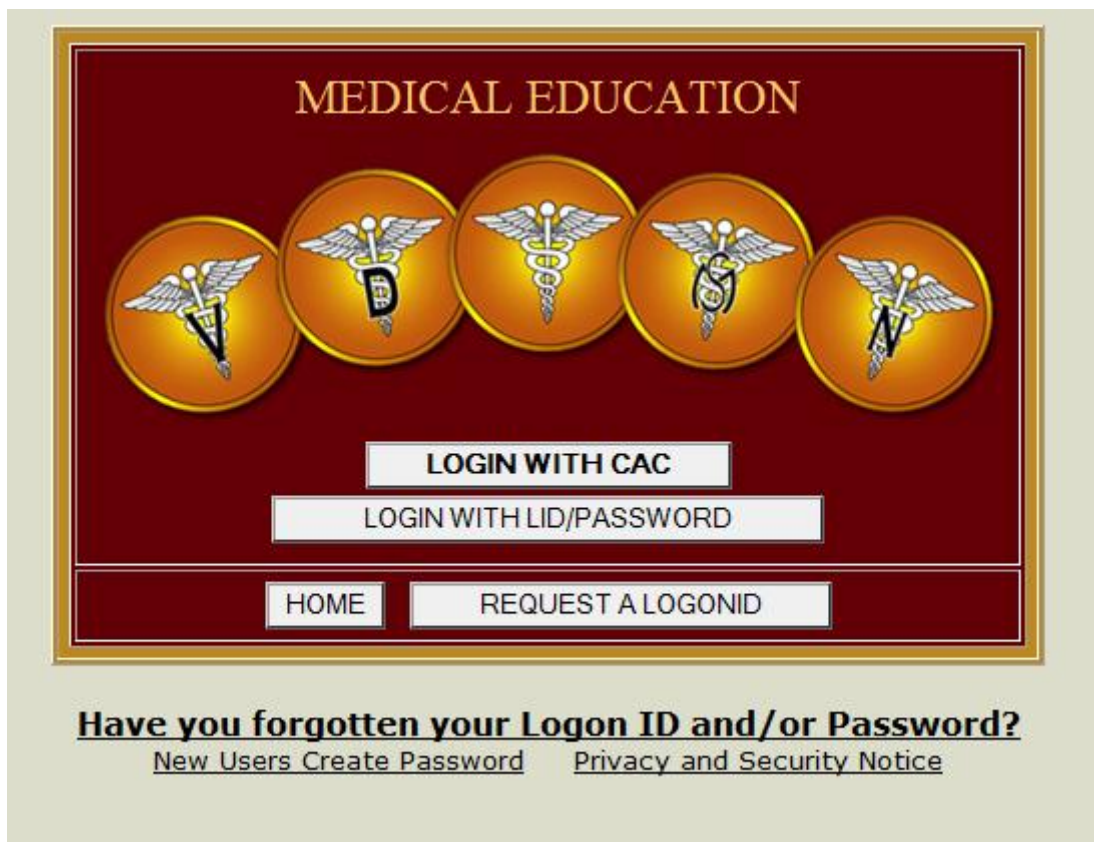 MEDICAL EDUCATION
V D MS N
LOGIN WITH CAC
LOGIN WITH LID/PASSWORD
HOME REQUEST A LOGONID
Have you forgotten your Logon ID and/or Password?
New Users Create Password Privacy and Security Notice